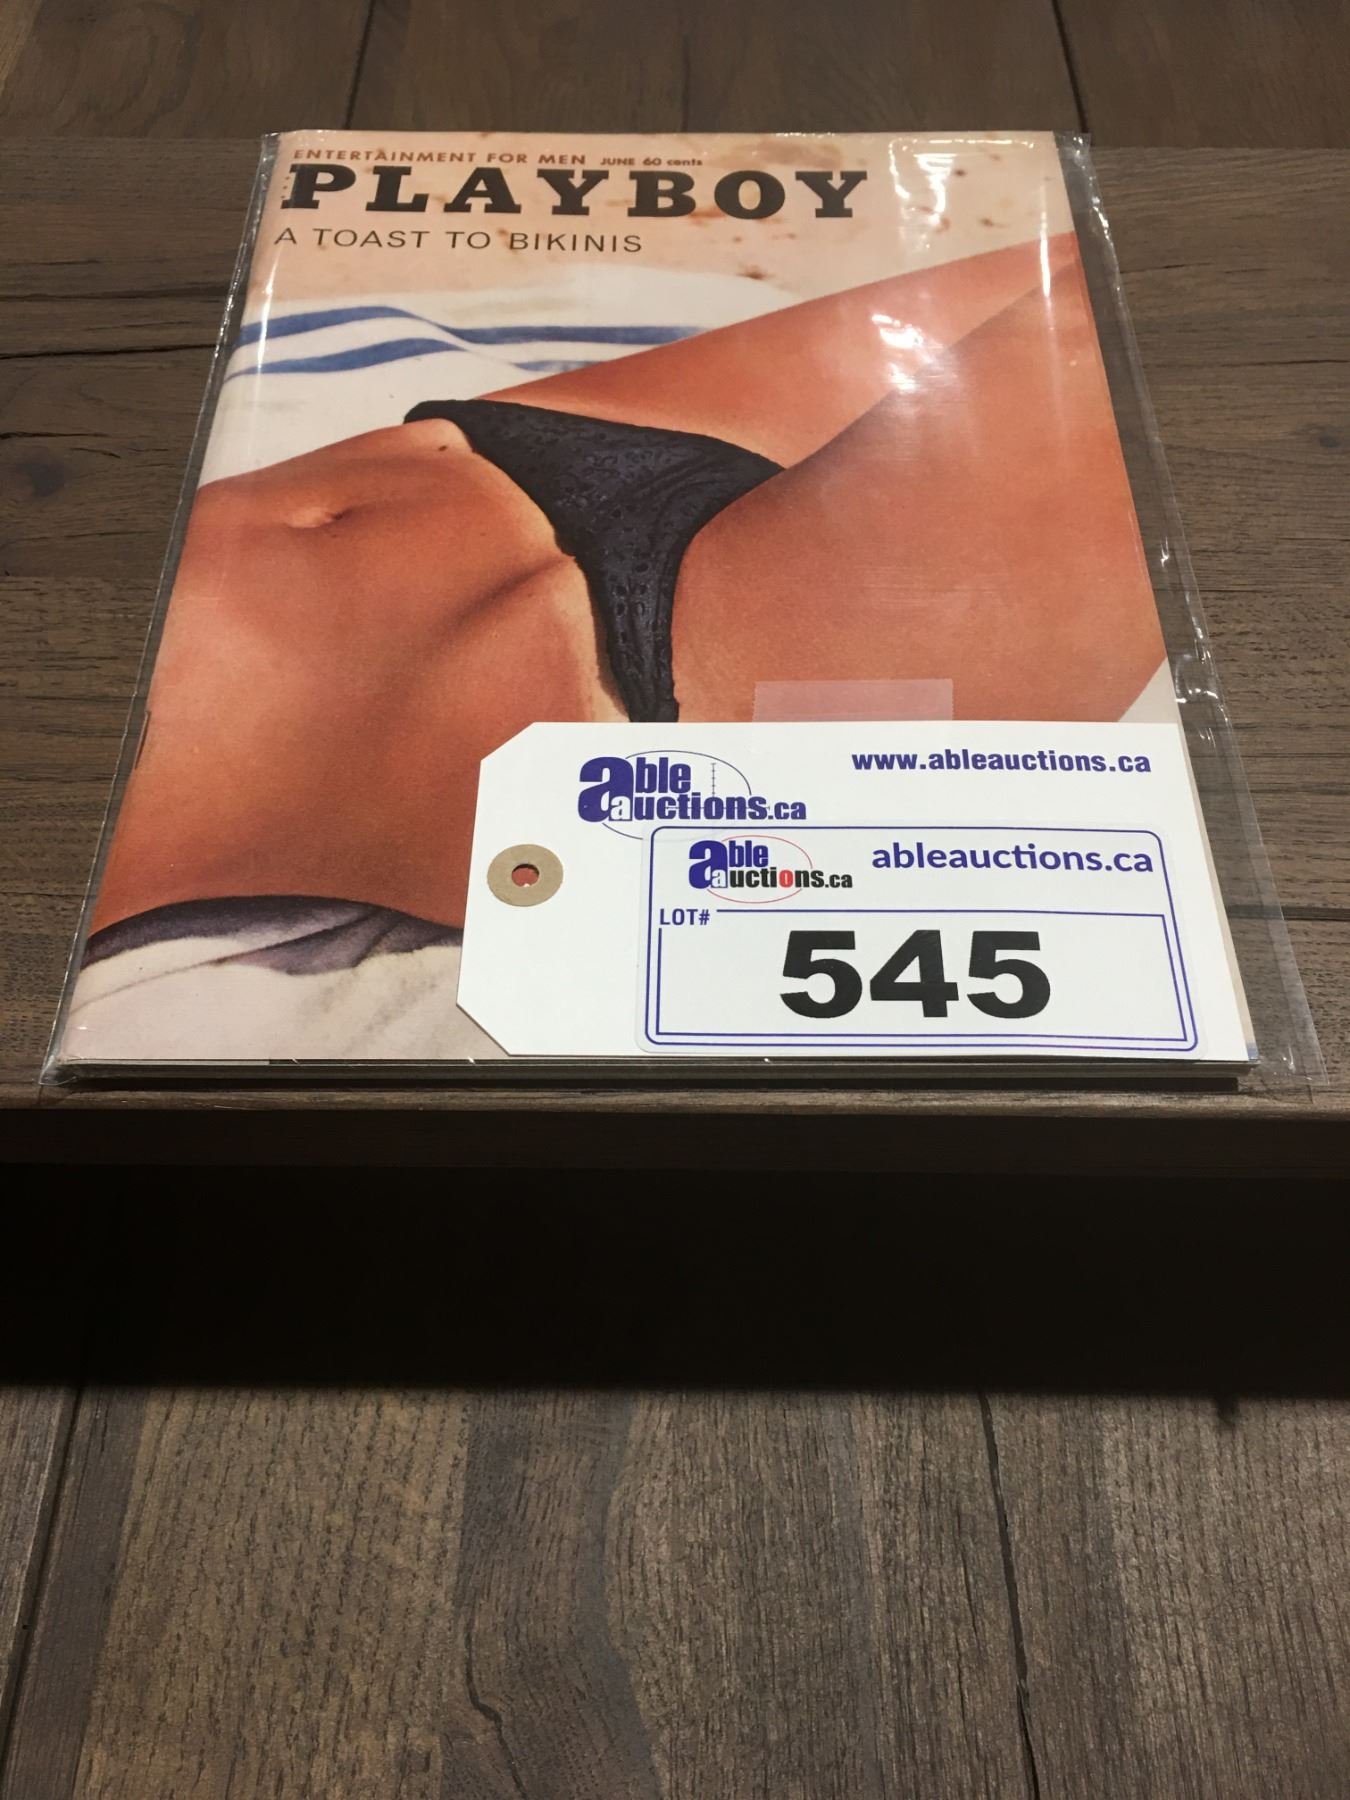 ENTERTAINMENT FOR MEN JUNE 60 cents
PLAYBOY
A TOAST TO BIKINIS
www.ableauctions.ca
able
auctions.ca
able
auctions.ca
ableauctions.ca
LOT#
545